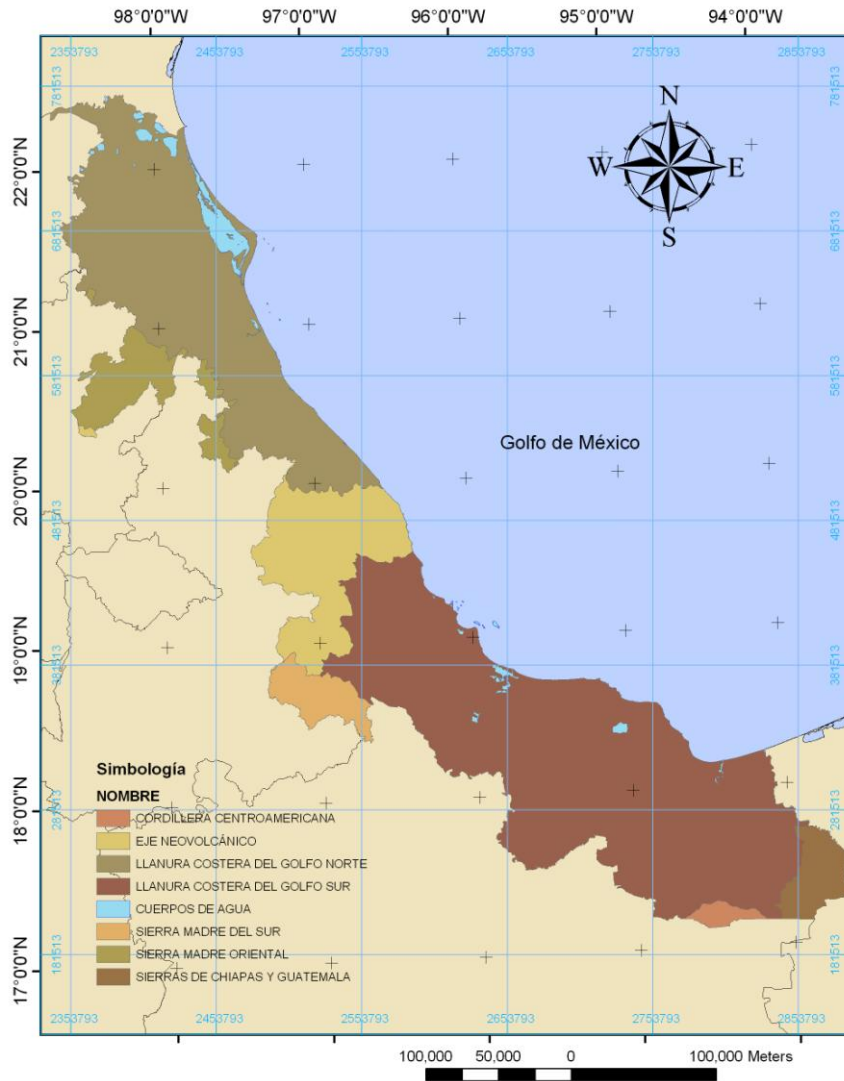 98°0'0"W 97°0'0"W 96°0'0"W 95°0'0"W 94°0'0"W
2353793 2453793 2553793 2653793 2753793 2853793
781513 781513
22°0'0"N
N
W E
S
681513 681513
21°0'0"N
581513 581513
Golfo de México
20°0'0"N
481513 481513
19°0'0"N
381513 381513
Simbología
NOMBRE
18°0'0"N
281513 281513
CORDILLERA CENTROAMERICANA
EJE NEOVOLCÁNICO
LLANURA COSTERA DEL GOLFO NORTE
LLANURA COSTERA DEL GOLFO SUR
CUERPOS DE AGUA
SIERRA MADRE DEL SUR
SIERRA MADRE ORIENTAL
SIERRAS DE CHIAPAS Y GUATEMALA
17°0'0"N
181513 181513
2353793 2453793 2553793 2653793 2753793 2853793
100,000 50,000 0 100,000 Meters